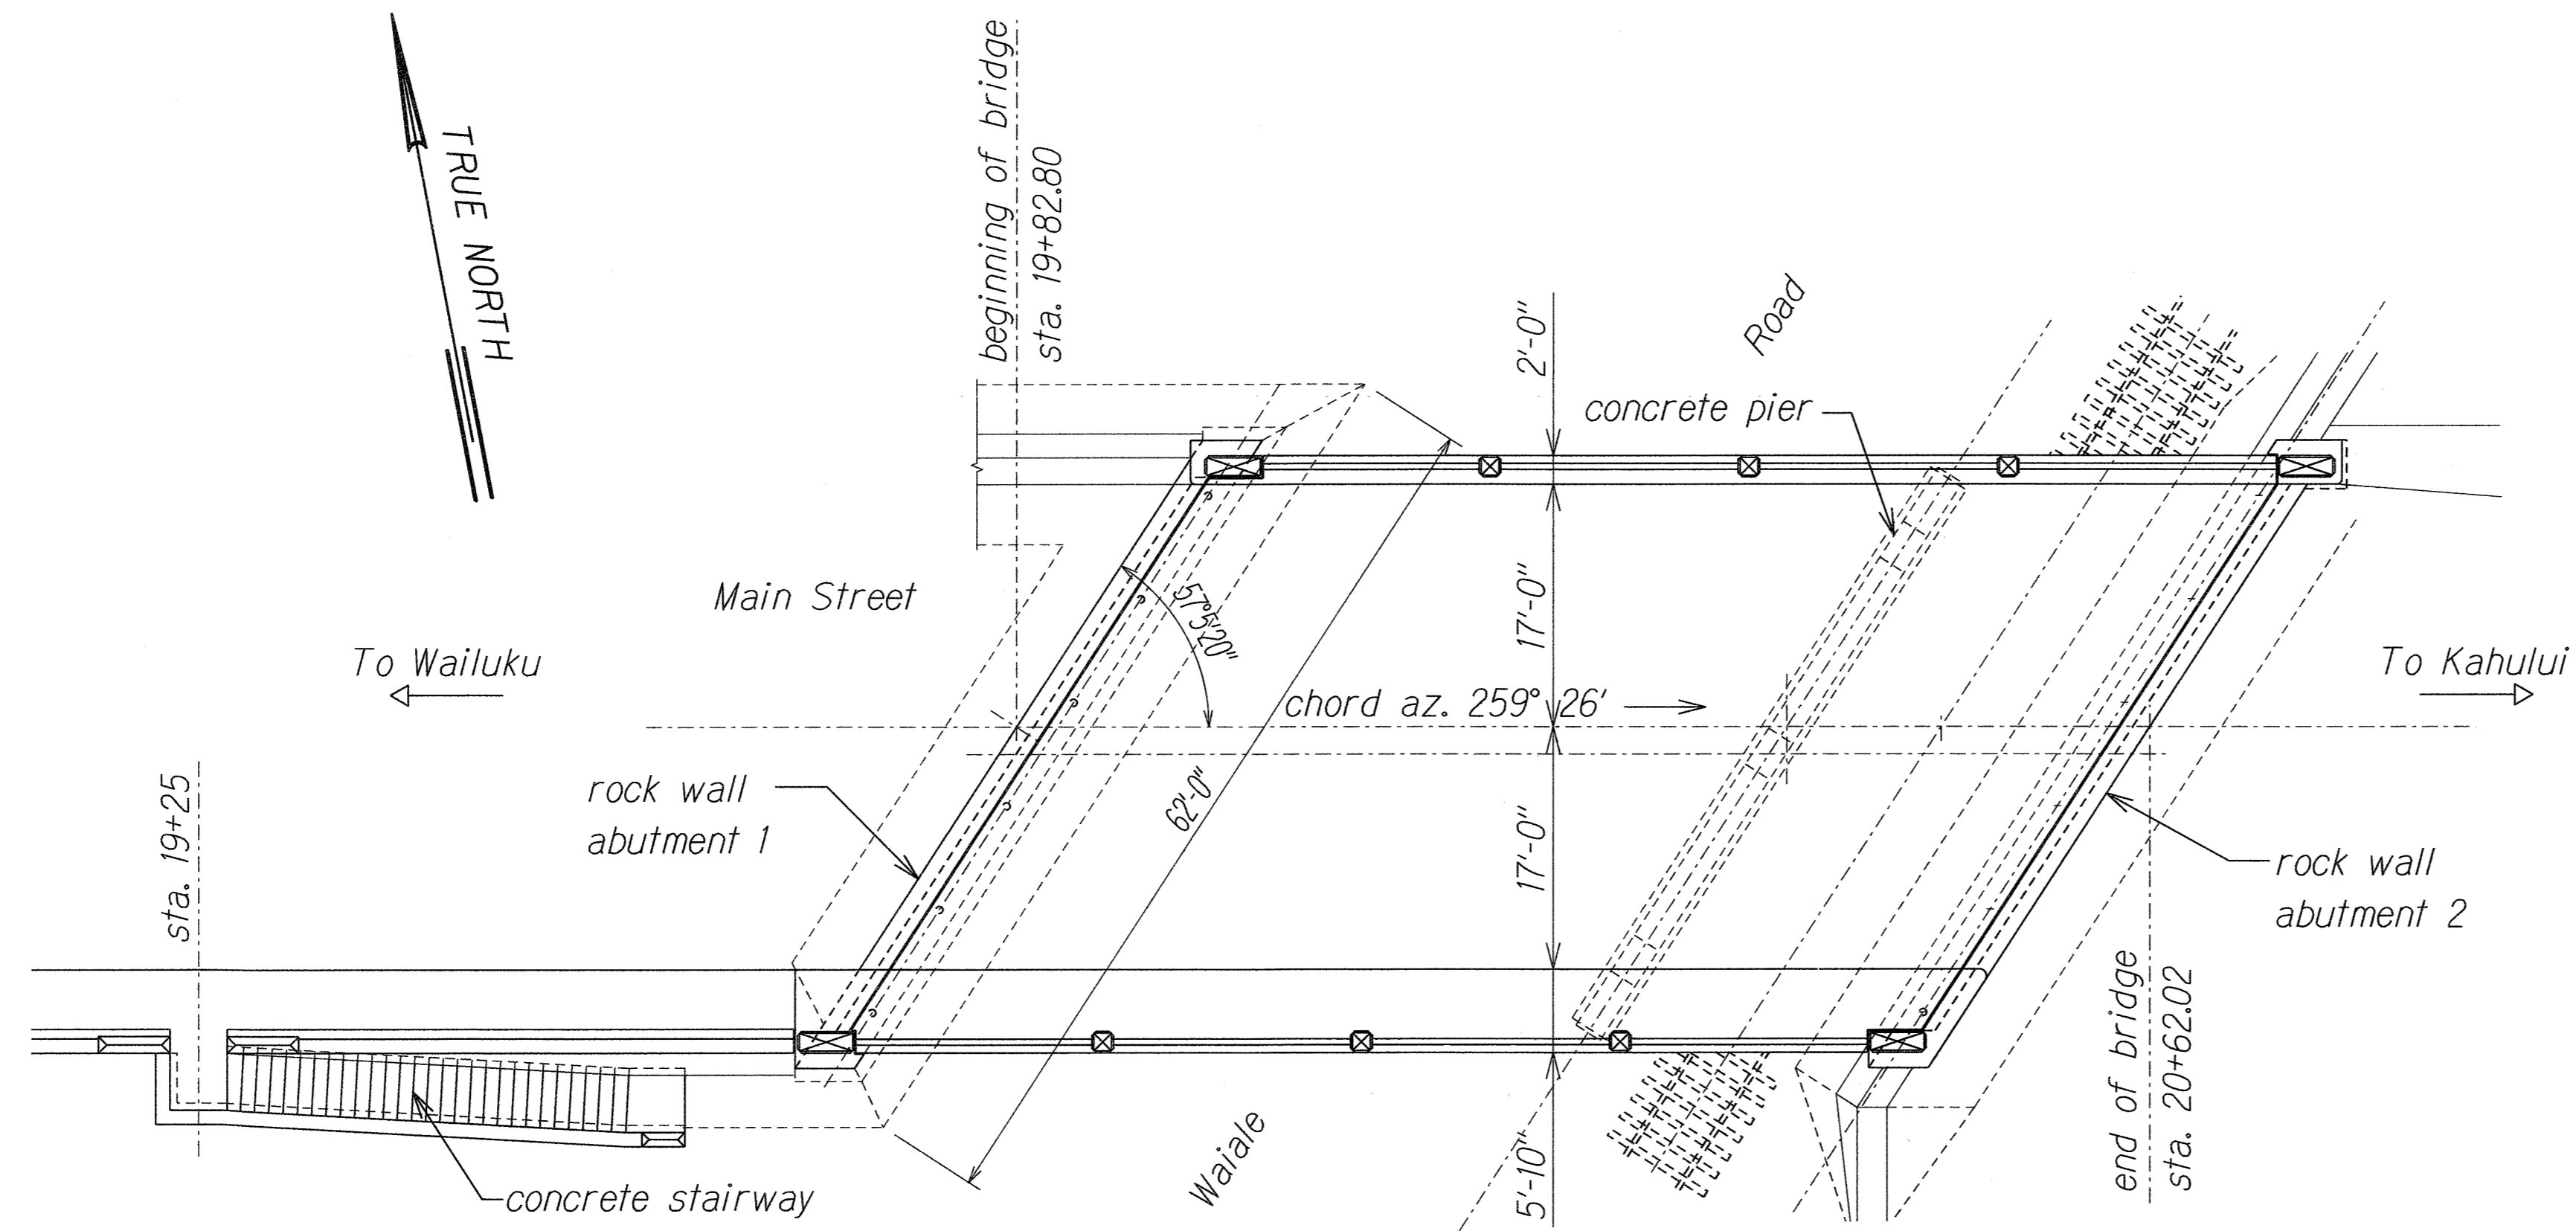 TRUE NORTH
beginning of bridge
sta. 19+82.80
2'-0"
Road
concrete pier
57°5'20"
17'-0"
Main Street
To Wailuku
To Kahului
chord az. 259° 26'
rock wall
abutment 1
62'-0"
17'-0"
sta. 19+25
rock wall
abutment 2
end of bridge
sta. 20+62.02
concrete stairway
Waiale
5'-10"